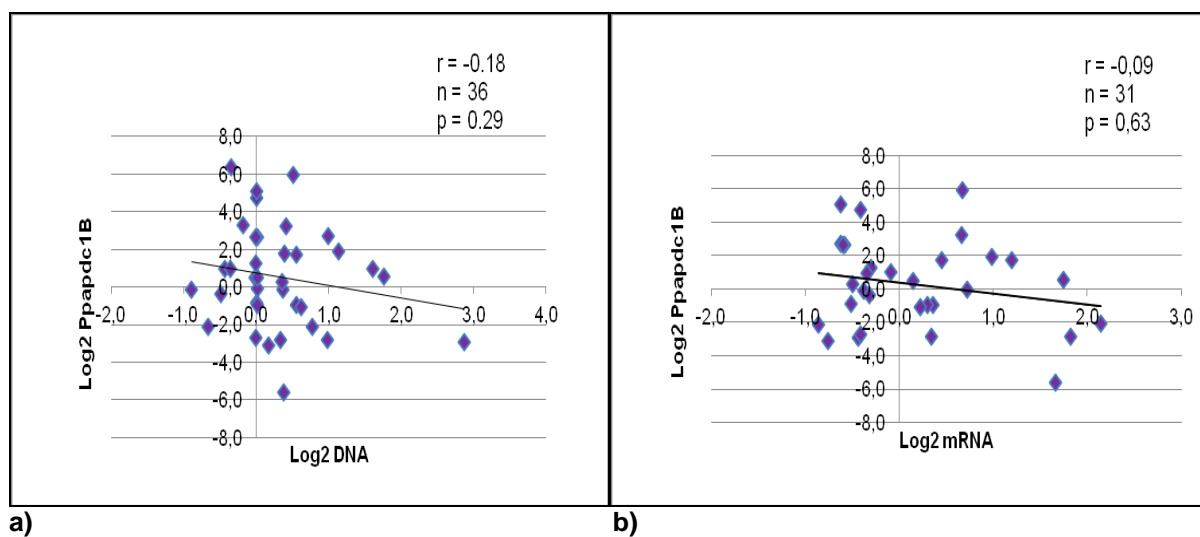 r = -0.18
n = 36
p = 0.29
8,0
6,0
4,0
2,0
0,0
-2,0
-4,0
-6,0
-8,0
-2,0 -1,0 0,0 1,0 2,0 3,0 4,0
Log2 Ppapdc1B
Log2 DNA
a)
r = -0,09
n = 31
p = 0,63
8,0
6,0
4,0
2,0
0,0
-2,0
-4,0
-6,0
-8,0
-2,0 -1,0 0,0 1,0 2,0 3,0
Log2 Ppapdc1B
Log2 mRNA
b)